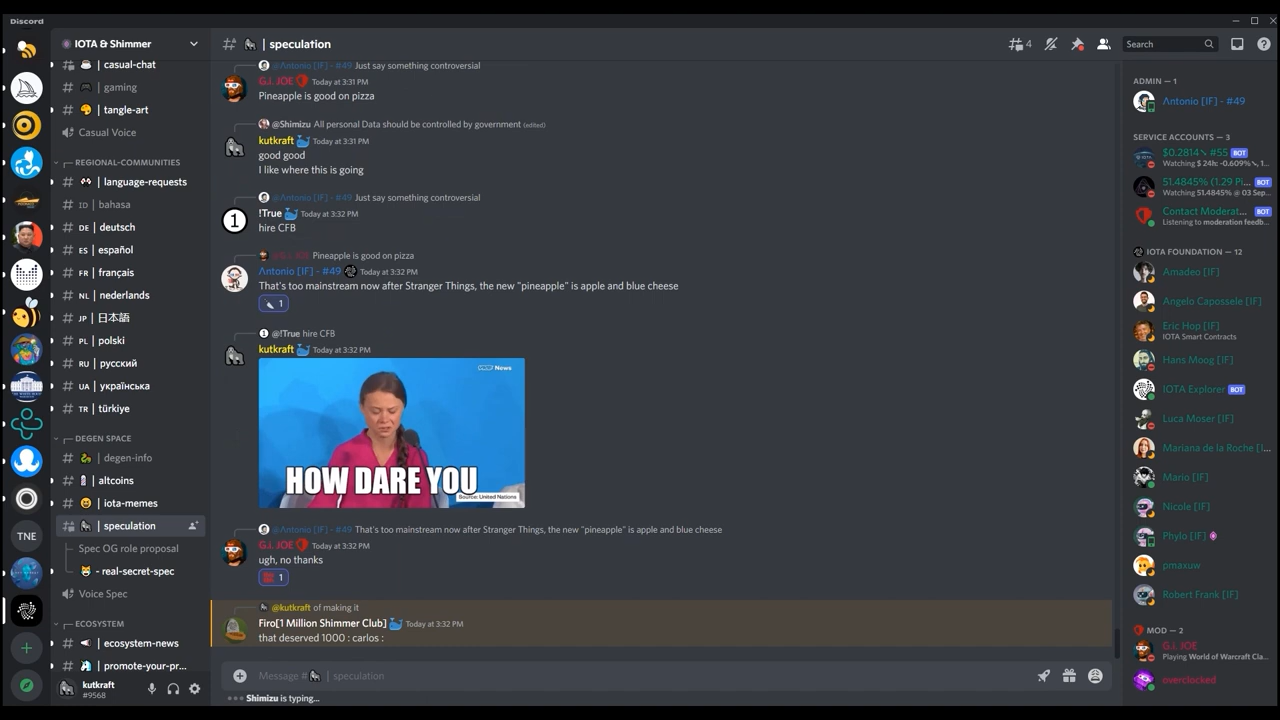 Discord
IOTA & Shimmer
| casual-chat
| gaming
| tangle-art
Casual Voice
REGIONAL-COMMUNITIES
| language-requests
ID | bahasa
DE | deutsch
ES | español
FR | français
NL | nederlands
JP | 日本語
PL | polski
RU | русский
UA | українська
TR | türkiye
DEGEN SPACE
| degen-info
| altcoins
| iota-memes
| speculation
Spec OG role proposal
- real-secret-spec
Voice Spec
ECOSYSTEM
| ecosystem-news
| promote-your-pr...
TNE
kutkraft
#9568
| speculation
4
Search
@Antonio [IF] - #49 Just say something controversial
G.I. JOE Today at 3:31 PM
Pineapple is good on pizza
@Shimizu All personal Data should be controlled by government (edited)
kutkraft Today at 3:31 PM
good good
I like where this is going
@Λntonio [IF] - #49 Just say something controversial
1
!True Today at 3:32 PM
hire CFB
Pineapple is good on pizza
Λntonio [IF] - #49 Today at 3:32 PM
That's too mainstream now after Stranger Things, the new "pineapple" is apple and blue cheese
1
@!True hire CFB
kutkraft Today at 3:32 PM
News
HOW DARE YOU
Source: United Nations
@Λntonio [IF] - #49 That's too mainstream now after Stranger Things, the new "pineapple" is apple and blue cheese
G.I. JOE Today at 3:32 PM
ugh, no thanks
1
@kutkraft of making it
Firo[1 Million Shimmer Club] Today at 3:32 PM
that deserved 1000 : carlos :
Message # | speculation
Shimizu is typing...
ADMIN — 1
Λntonio [IF] - #49
SERVICE ACCOUNTS — 3
$0.2814 #55 BOT
Watching $ 24h: -0.609% , 1...
51.4845% (1.29 Pi... BOT
Watching 51.4845% @ 03 Sep...
Contact Moderat... BOT
Listening to moderation feedb...
IOTA FOUNDATION — 12
Amadeo [IF]
Angelo Capossele [IF]
Eric Hop [IF]
IOTA Smart Contracts
Hans Moog [IF]
IOTA Explorer BOT
Luca Moser [IF]
Mariana de la Roche [I...
Mario [IF]
Nicole [IF]
Phylo [IF]
pmaxuw
Robert Frank [IF]
MOD — 2
G.I. JOE
Playing World of Warcraft Cla...
overclocked